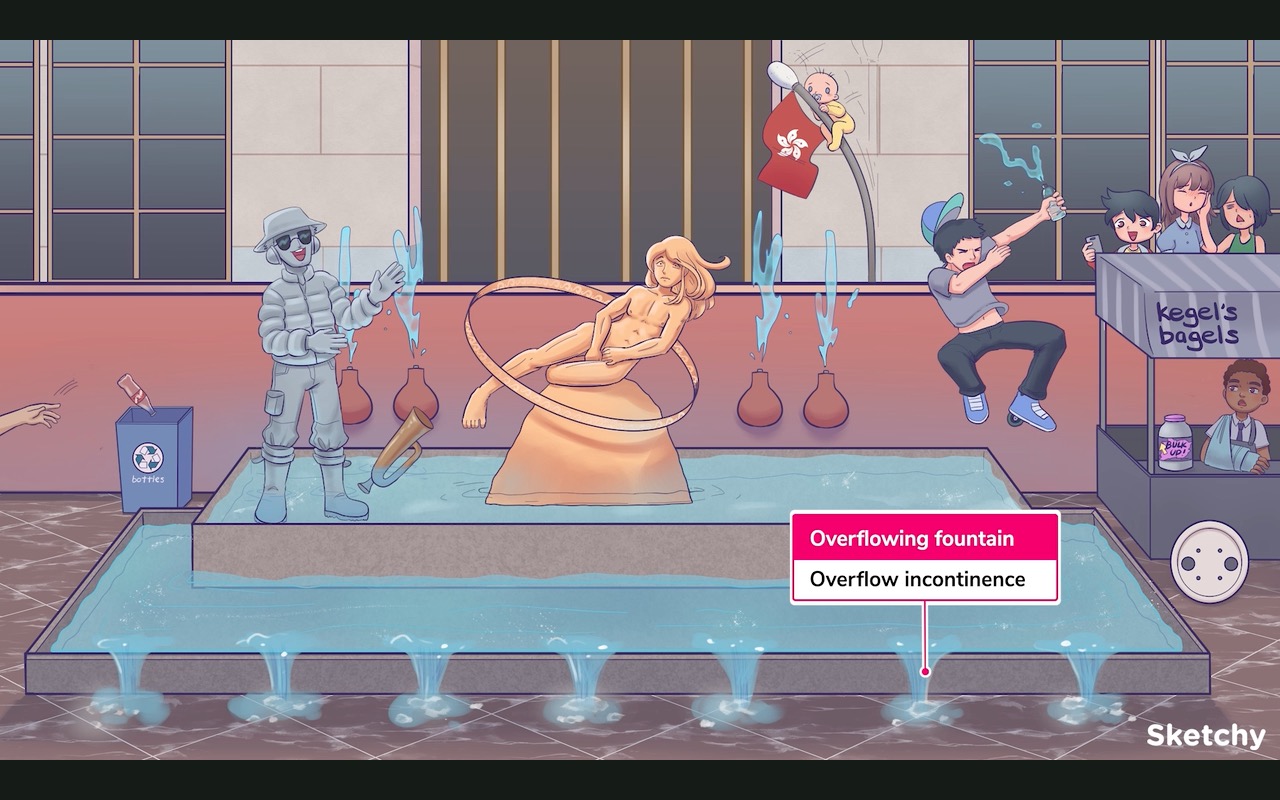 kegel's
bagels
BULK
UP!
bottles
Overflowing fountain
Overflow incontinence
Sketchy